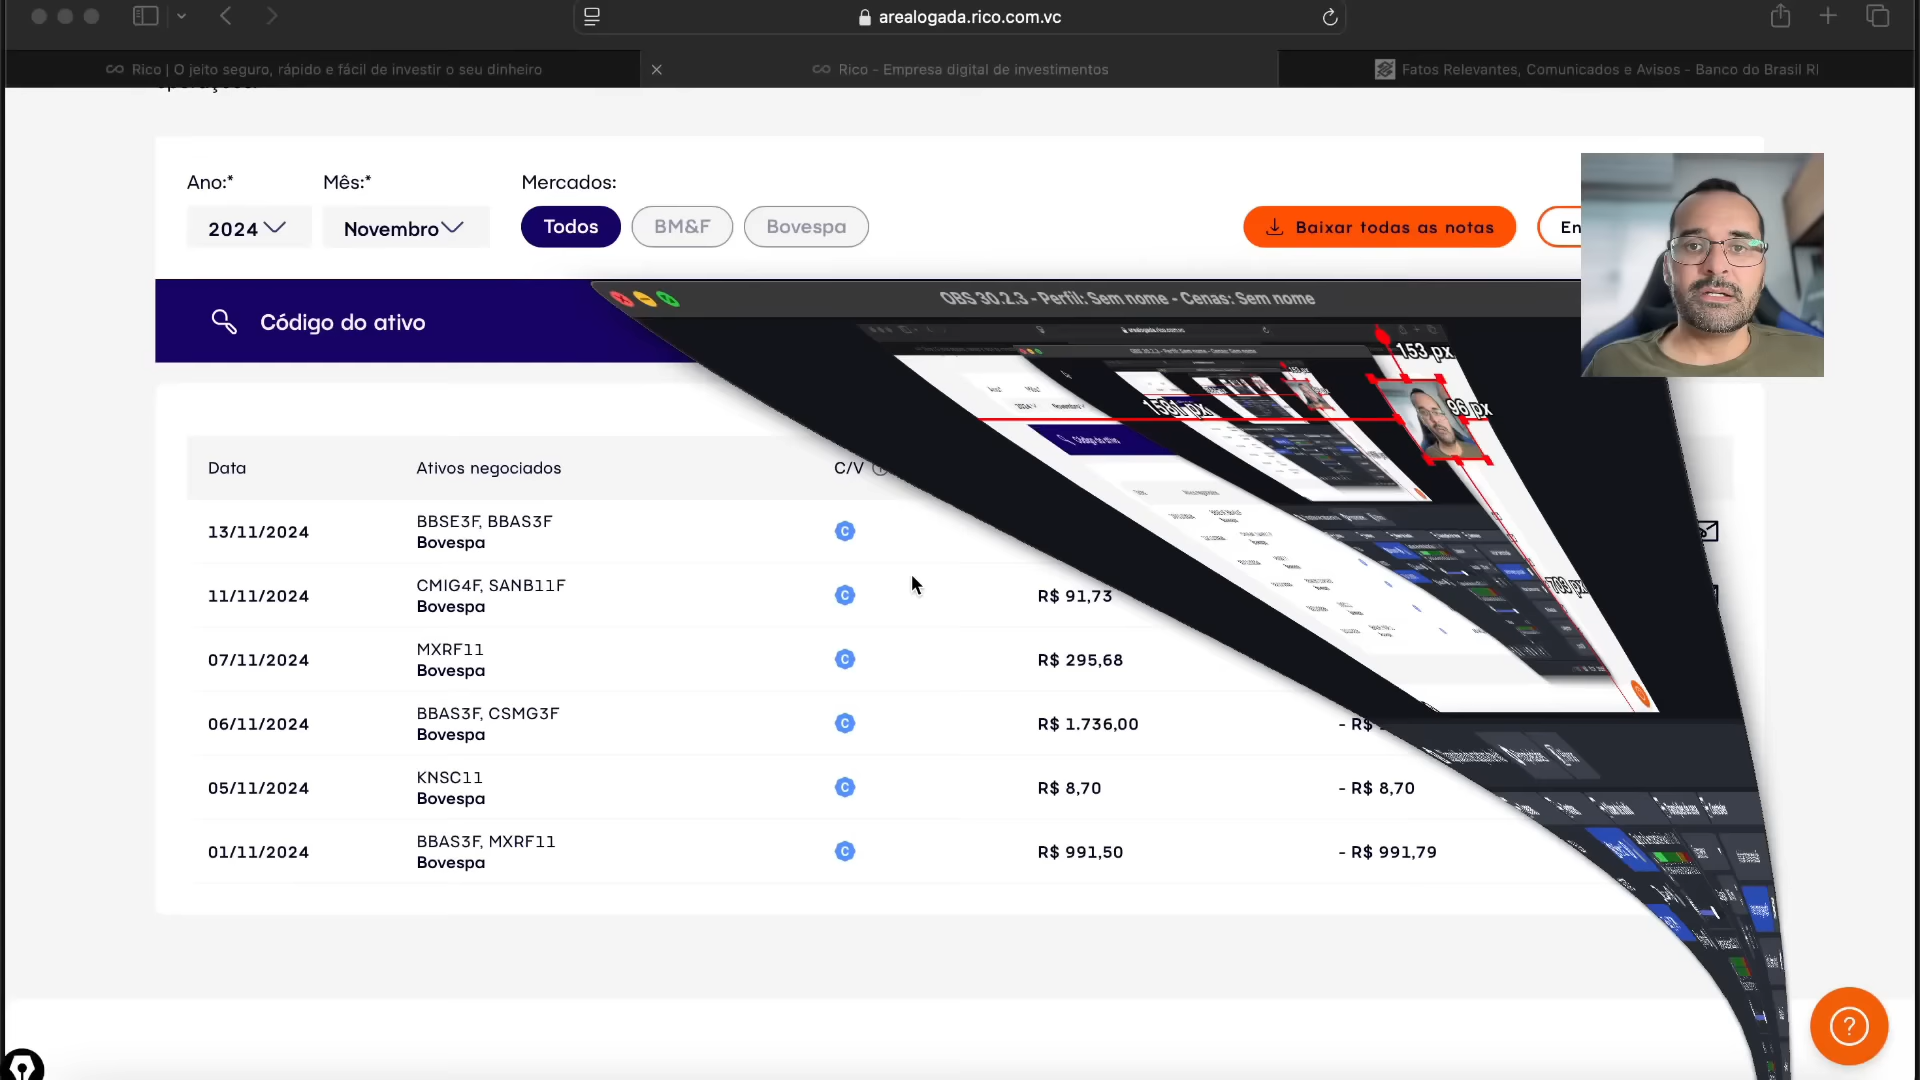 arealogada.rico.com.vc
Rico | O jeito seguro, rápido e fácil de investir o seu dinheiro
Rico - Empresa digital de investimentos
Fatos Relevantes, Comunicados e Avisos - Banco do Brasil RI
Ano:*
Mês:*
Mercados:
2024
Novembro
Todos
BM&F
Bovespa
Baixar todas as notas
En
Código do ativo
OBS 30.2.3 - Perfil: Sem nome - Cenas: Sem nome
153 px
1581 px
96 px
703 px
Data
Ativos negociados
C/V
13/11/2024
BBSE3F, BBAS3F
Bovespa
C
11/11/2024
CMIG4F, SANB11F
Bovespa
C
R$ 91,73
07/11/2024
MXRF11
Bovespa
C
R$ 295,68
06/11/2024
BBAS3F, CSMG3F
Bovespa
C
R$ 1.736,00
- R$
05/11/2024
KNSC11
Bovespa
C
R$ 8,70
- R$ 8,70
01/11/2024
BBAS3F, MXRF11
Bovespa
C
R$ 991,50
- R$ 991,79
?